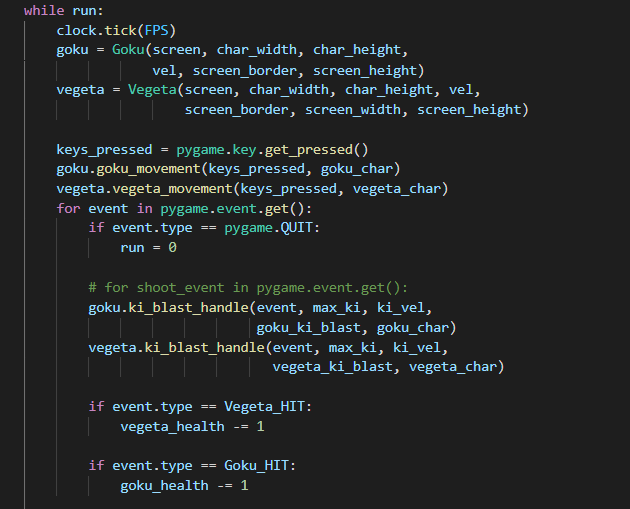 while run:
    clock.tick(FPS)
    goku = Goku(screen, char_width, char_height,
                vel, screen_border, screen_height)
    vegeta = Vegeta(screen, char_width, char_height, vel,
                    screen_border, screen_width, screen_height)

    keys_pressed = pygame.key.get_pressed()
    goku.goku_movement(keys_pressed, goku_char)
    vegeta.vegeta_movement(keys_pressed, vegeta_char)
    for event in pygame.event.get():
        if event.type == pygame.QUIT:
            run = 0

        # for shoot_event in pygame.event.get():
        goku.ki_blast_handle(event, max_ki, ki_vel,
                             goku_ki_blast, goku_char)
        vegeta.ki_blast_handle(event, max_ki, ki_vel,
                               vegeta_ki_blast, vegeta_char)

        if event.type == Vegeta_HIT:
            vegeta_health -= 1

        if event.type == Goku_HIT:
            goku_health -= 1